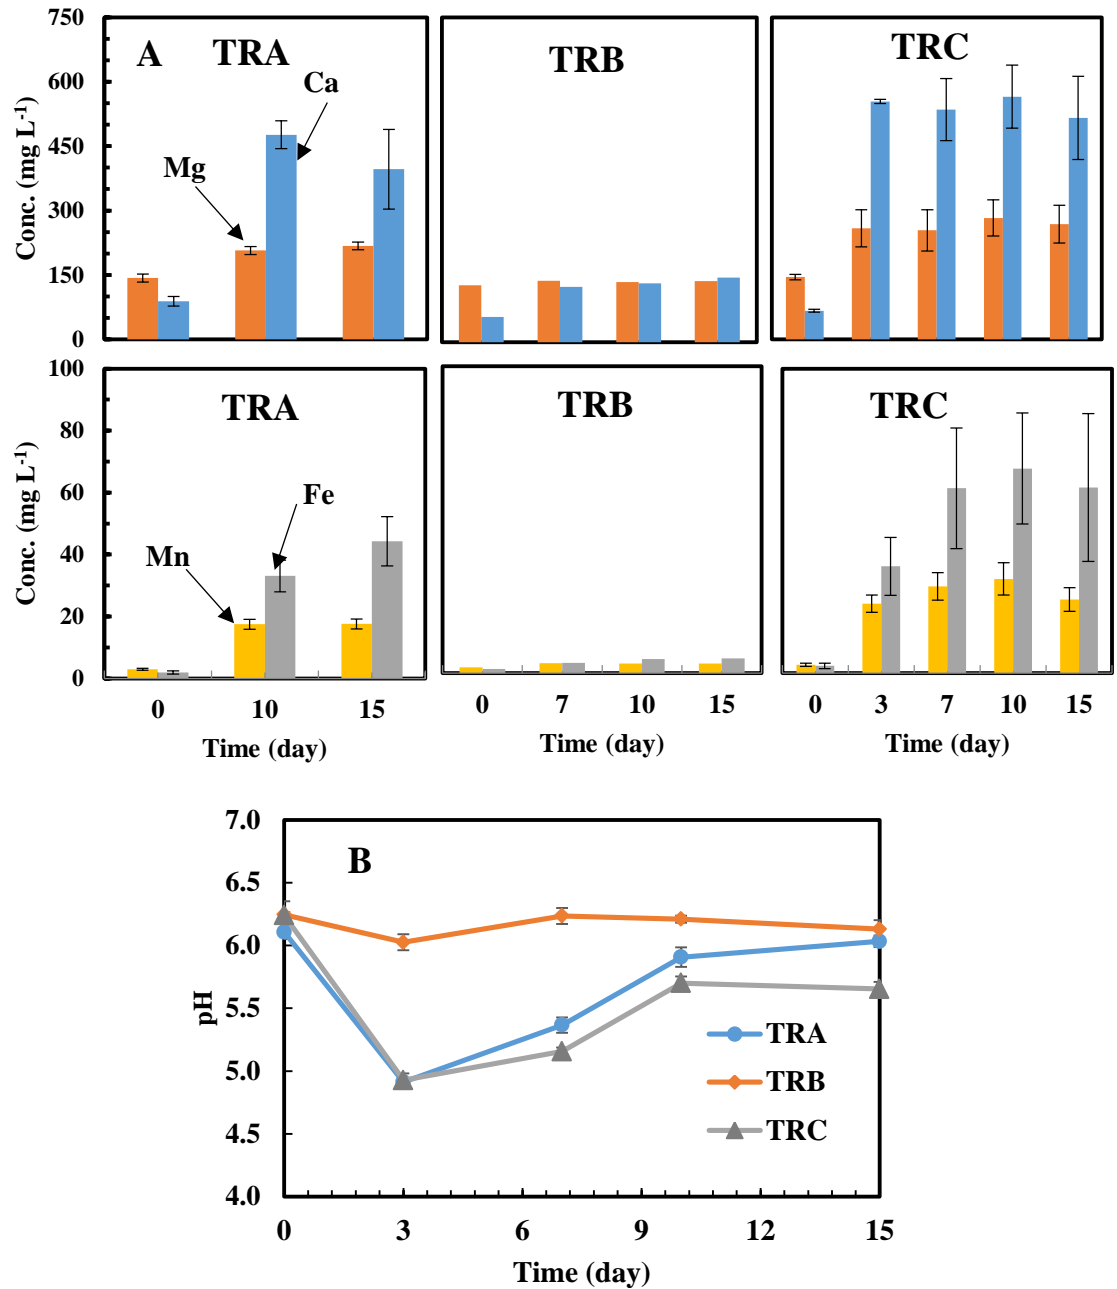 A
TRA
TRB
TRC
Ca
Mg
Conc. (mg L-1)
750
600
450
300
150
0
TRA
TRB
TRC
Fe
Mn
Conc. (mg L-1)
100
80
60
40
20
0
0 10 15
0 7 10 15
0 3 7 10 15
Time (day)
Time (day)
Time (day)
B
pH
7.0
6.5
6.0
5.5
5.0
4.5
4.0
TRA
TRB
TRC
0 3 6 9 12 15
Time (day)